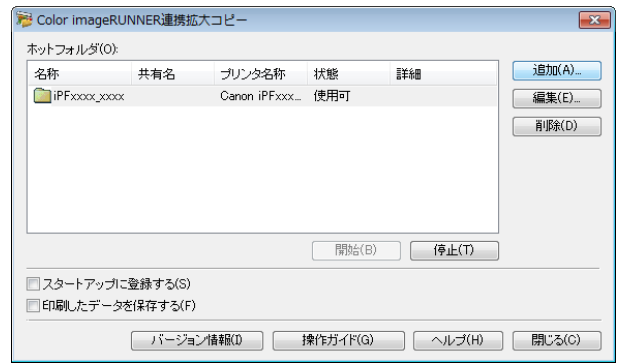 Color imageRUNNER連携拡大コピー
ホットフォルダ(O):
名称 共有名 プリンタ名称 状態 詳細
iPFxxxx_xxxx Canon iPFxxx... 使用可
追加(A)...
編集(E)...
削除(D)
開始(B) 停止(T)
スタートアップに登録する(S)
印刷したデータを保存する(F)
バージョン情報(I) 操作ガイド(G) ヘルプ(H) 閉じる(C)